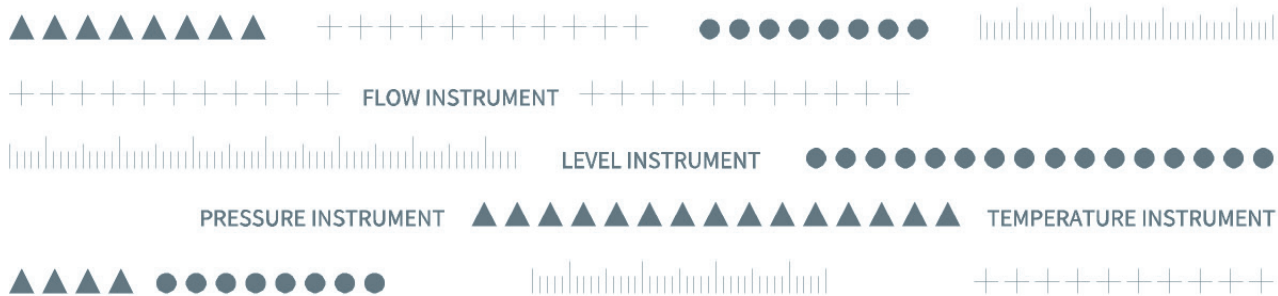 FLOW INSTRUMENT
LEVEL INSTRUMENT
PRESSURE INSTRUMENT TEMPERATURE INSTRUMENT